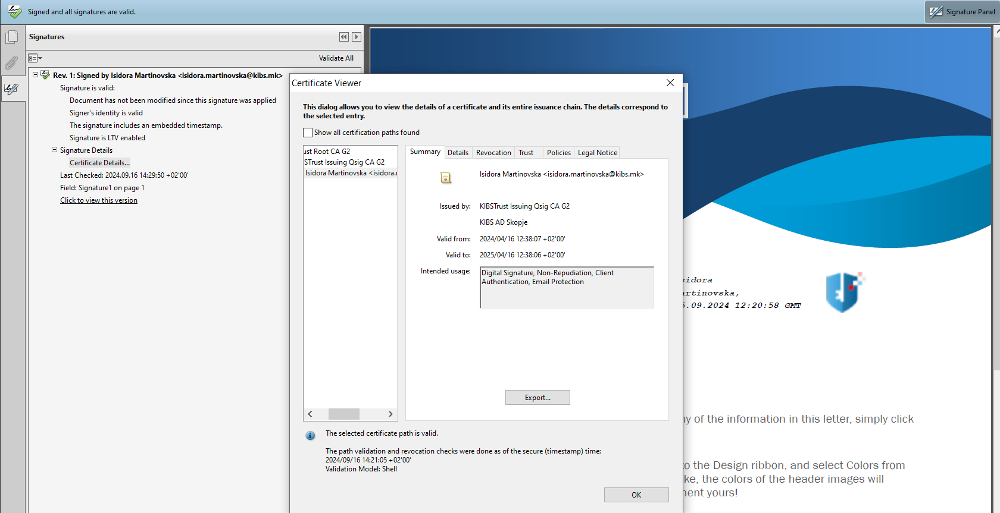 Signed and all signatures are valid.
Signature Panel
Signatures
Validate All
Rev. 1: Signed by Isidora Martinovska <isidora.martinovska@kibs.mk>
Signature is valid:
Document has not been modified since this signature was applied
Signer's identity is valid
The signature includes an embedded timestamp.
Signature is LTV enabled
Signature Details
Certificate Details...
Last Checked: 2024.09.16 14:29:50 +02'00'
Field: Signature1 on page 1
Click to view this version
Certificate Viewer
This dialog allows you to view the details of a certificate and its entire issuance chain. The details correspond to
the selected entry.
Show all certification paths found
ust Root CA G2
STrust Issuing Qsig CA G2
Isidora Martinovska <isidora.
Summary Details Revocation Trust Policies Legal Notice
Isidora Martinovska <isidora.martinovska@kibs.mk>
Issued by: KIBSTrust Issuing Qsig CA G2
KIBS AD Skopje
Valid from: 2024/04/16 12:38:07 +02'00'
Valid to: 2025/04/16 12:38:06 +02'00'
Intended usage: Digital Signature, Non-Repudiation, Client
Authentication, Email Protection
Export...
The selected certificate path is valid.
The path validation and revocation checks were done as of the secure (timestamp) time:
2024/09/16 14:21:05 +02'00'
Validation Model: Shell
OK
sidora
artinovska,
.09.2024 12:20:58 GMT
ny of the information in this letter, simply click
to the Design ribbon, and select Colors from
ke, the colors of the header images will
ment yours!